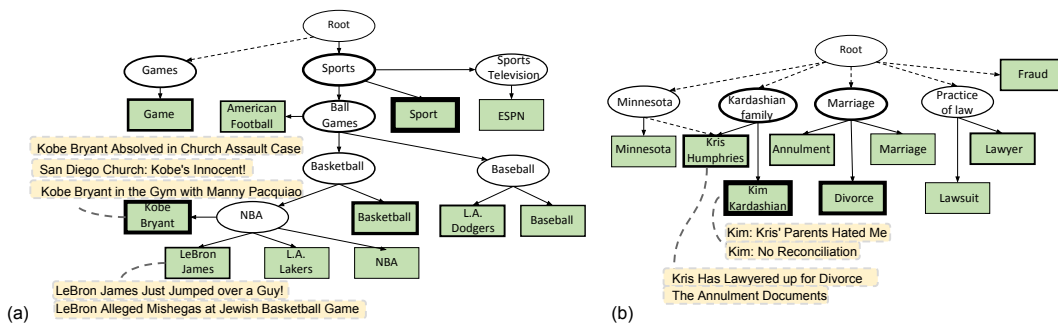 Root
Games
Sports
Sports
Television
Game
American
Football
Ball
Games
Sport
ESPN
Kobe Bryant Absolved in Church Assault Case
San Diego Church: Kobe's Innocent!
Kobe Bryant in the Gym with Manny Pacquiao
Basketball
Baseball
Kobe
Bryant
NBA
Basketball
L.A.
Dodgers
Baseball
LeBron
James
L.A.
Lakers
NBA
LeBron James Just Jumped over a Guy!
LeBron Alleged Mishegas at Jewish Basketball Game
(a)
Root
Fraud
Minnesota
Kardashian
family
Marriage
Practice
of law
Minnesota
Kris
Humphries
Annulment
Marriage
Lawyer
Kim
Kardashian
Divorce
Lawsuit
Kim: Kris' Parents Hated Me
Kim: No Reconciliation
Kris Has Lawyered up for Divorce
The Annulment Documents
(b)